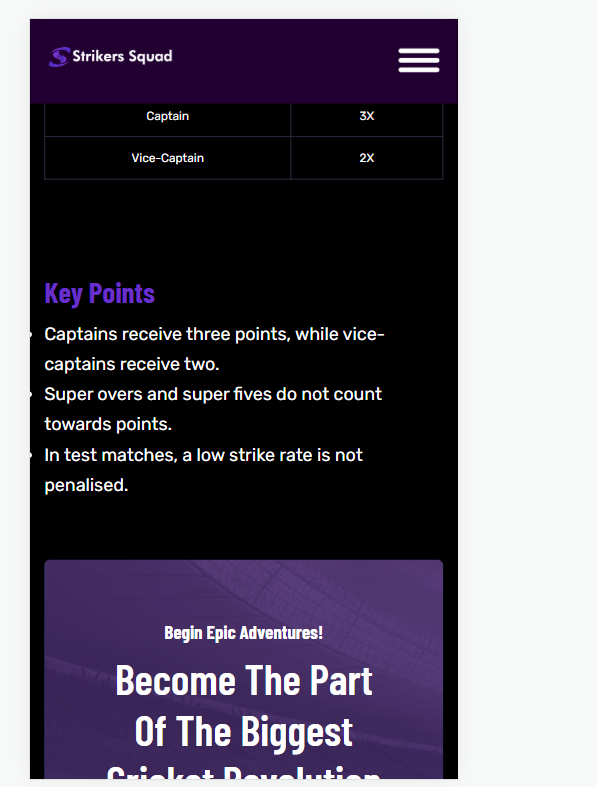 Strikers Squad
Captain 3X
Vice-Captain 2X
Key Points
Captains receive three points, while vice-
captains receive two.
Super overs and super fives do not count
towards points.
In test matches, a low strike rate is not
penalised.
Begin Epic Adventures!
Become The Part
Of The Biggest
Cricket Revolution